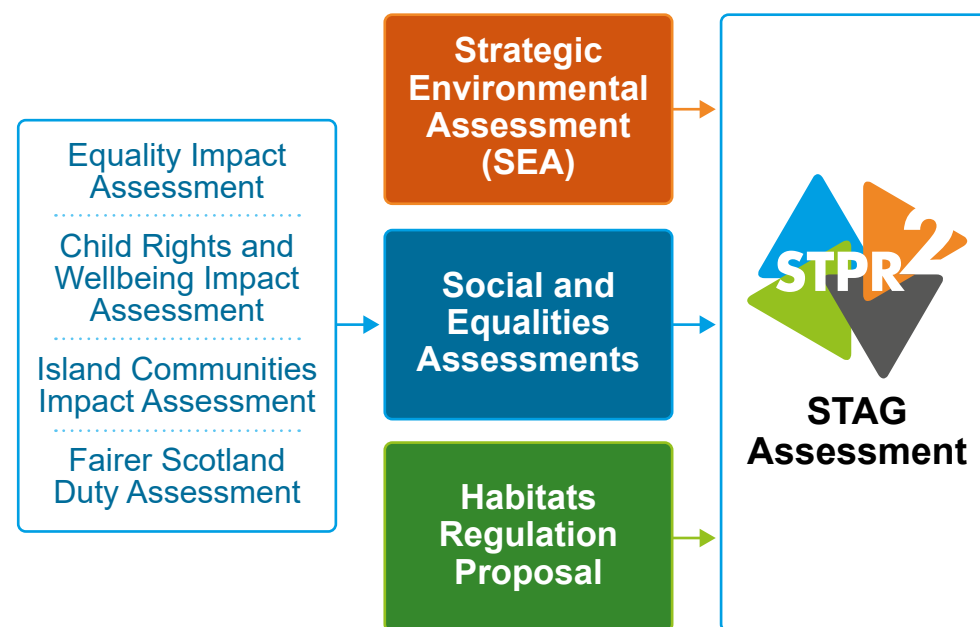 Equality Impact
Assessment
Child Rights and
Wellbeing Impact
Assessment
Island Communities
Impact Assessment
Fairer Scotland
Duty Assessment
Strategic
Environmental
Assessment
(SEA)
Social and
Equalities
Assessments
Habitats
Regulation
Proposal
STPR2
STAG
Assessment